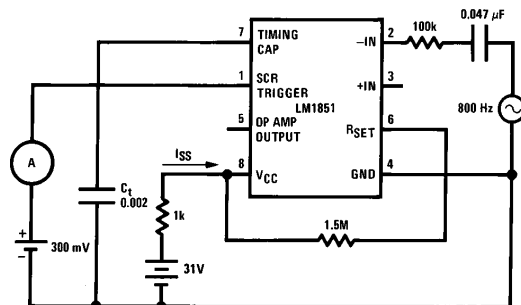 0.047 μF
7 TIMING CAP
2 –IN
100k
1 SCR TRIGGER
+IN 3
LM1851
800 Hz
5 OP AMP OUTPUT
RSET 6
A
ISS
8 VCC
GND 4
Ct 0.002
1k
1.5M
+
–
300 mV
31V